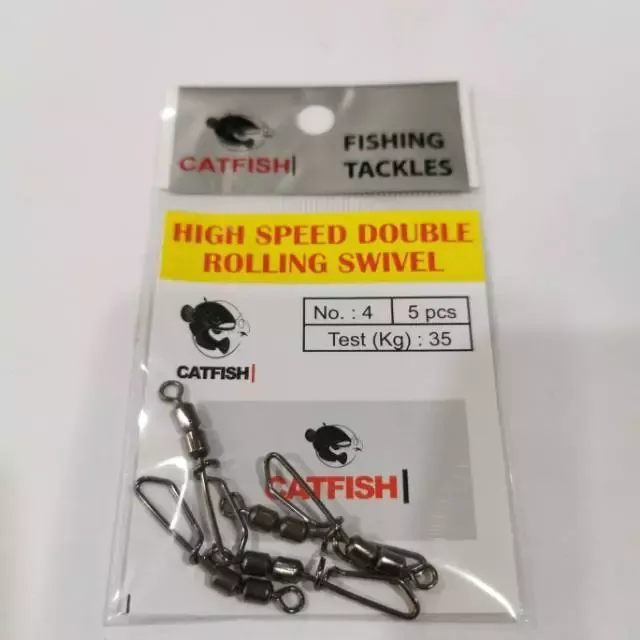 CATFISH
FISHING
TACKLES
HIGH SPEED DOUBLE
ROLLING SWIVEL
No. : 4 5 pcs
Test (Kg) : 35
CATFISH
CATFISH